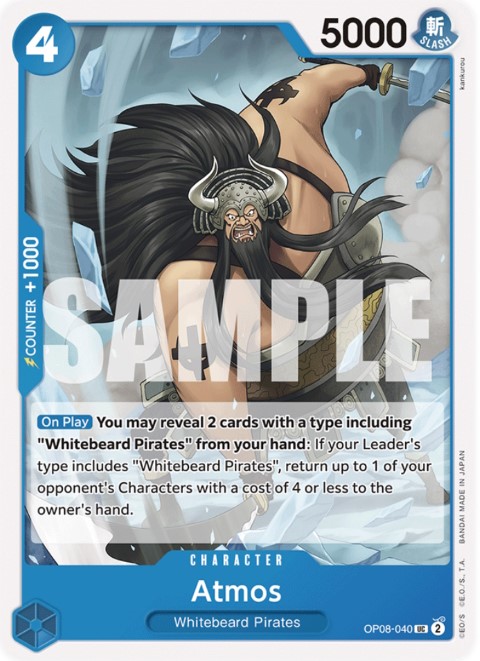 4
5000
斬
SLASH
kankurou
COUNTER +1000
SAMPLE
On Play You may reveal 2 cards with a type including
"Whitebeard Pirates" from your hand: If your Leader's
type includes "Whitebeard Pirates", return up to 1 of your
opponent's Characters with a cost of 4 or less to the
owner's hand.
CHARACTER
Atmos
Whitebeard Pirates
OP08-040 UC 2
©E.O/S ©E.O./S., T.A. BANDAI MADE IN JAPAN